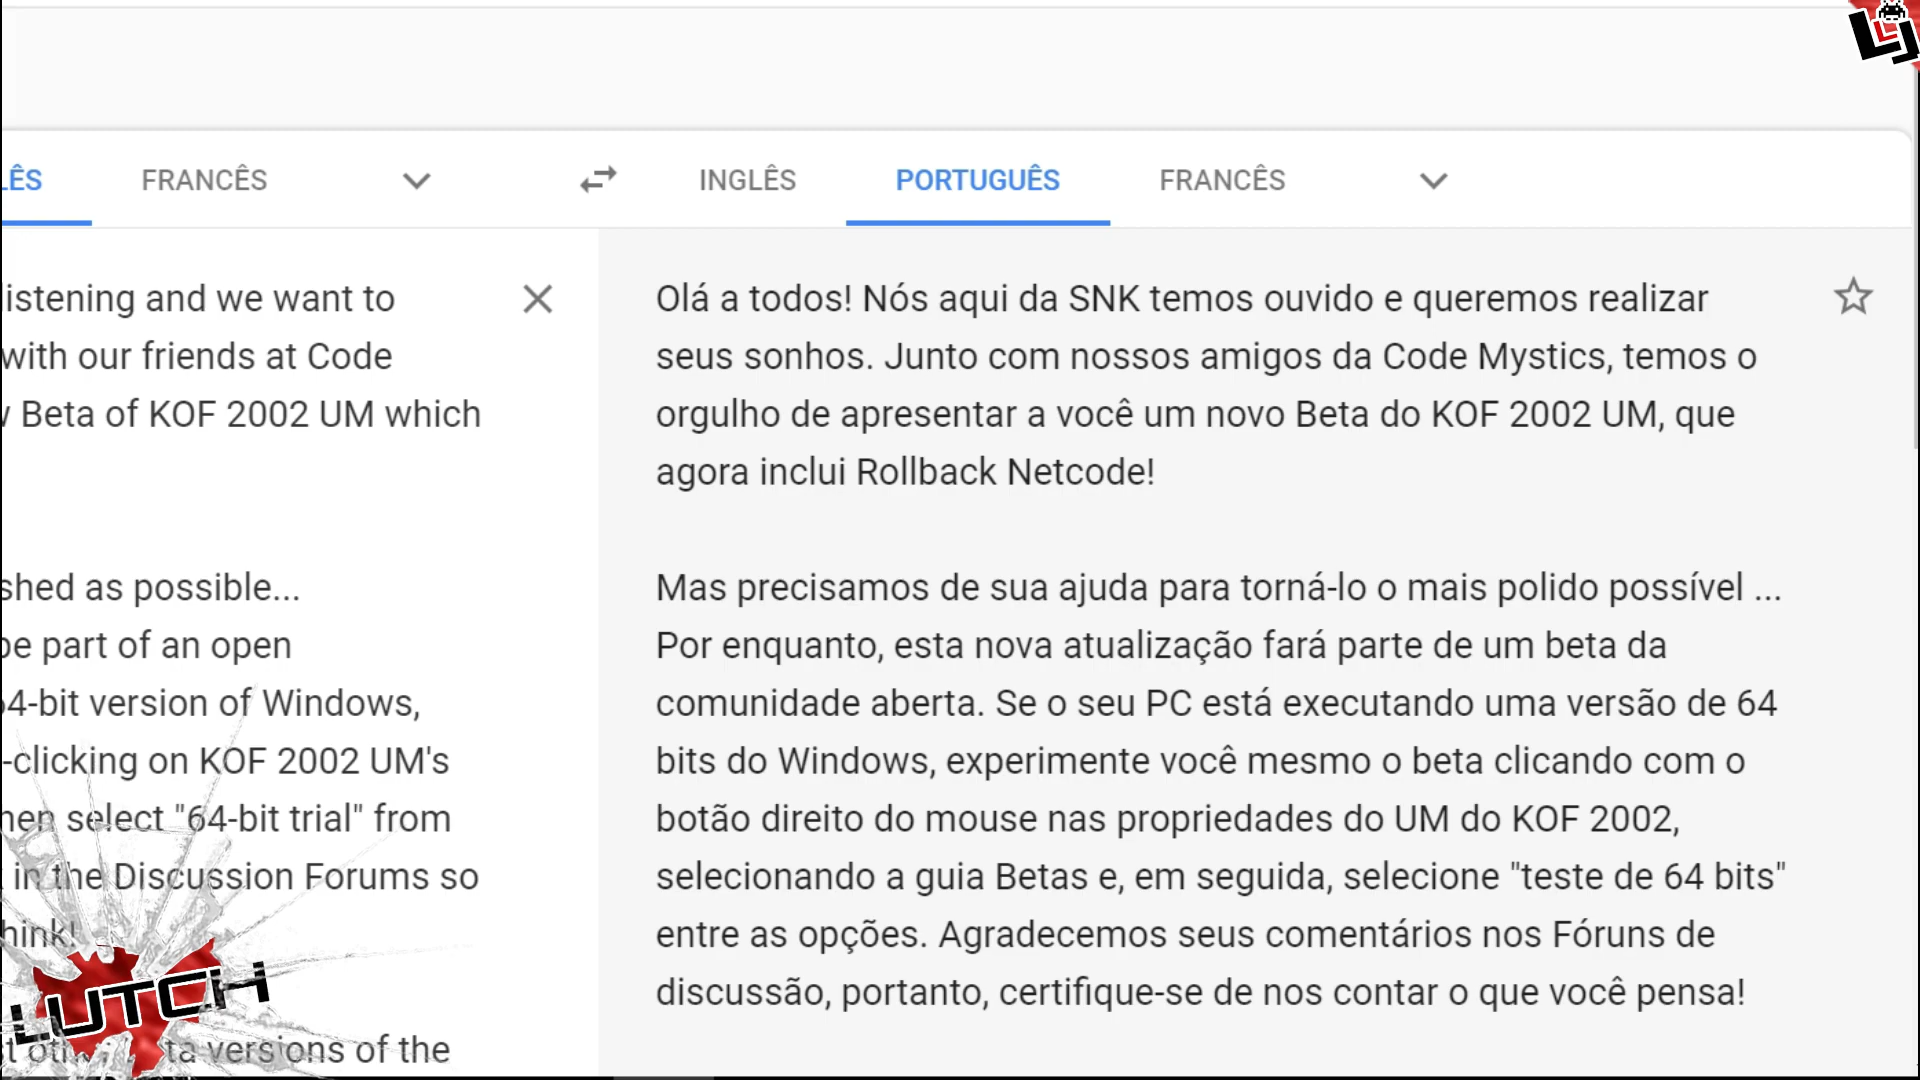 FRANCÊS
INGLÊS
PORTUGUÊS
FRANCÊS
and we want to
with our friends at Code
Beta of KOF 2002 UM which
as possible...
part of an open
4-bit version of Windows,
-clicking on KOF 2002 UM's
select "64-bit trial" from
in the Discussion Forums so
versions of the
Olá a todos! Nós aqui da SNK temos ouvido e queremos realizar
seus sonhos. Junto com nossos amigos da Code Mystics, temos o
orgulho de apresentar a você um novo Beta do KOF 2002 UM, que
agora inclui Rollback Netcode!
Mas precisamos de sua ajuda para torná-lo o mais polido possível ...
Por enquanto, esta nova atualização fará parte de um beta da
comunidade aberta. Se o seu PC está executando uma versão de 64
bits do Windows, experimente você mesmo o beta clicando com o
botão direito do mouse nas propriedades do UM do KOF 2002,
selecionando a guia Betas e, em seguida, selecione "teste de 64 bits"
entre as opções. Agradecemos seus comentários nos Fóruns de
discussão, portanto, certifique-se de nos contar o que você pensa!
LUTCH